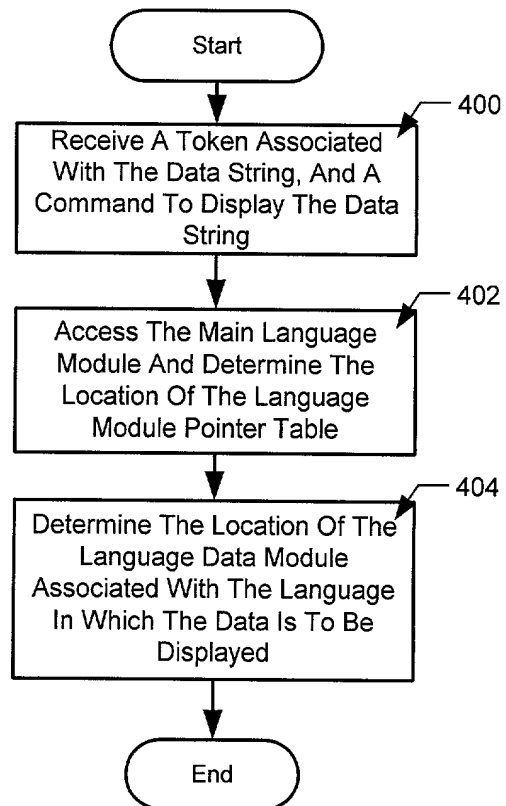 Start
400
Receive A Token Associated
With The Data String, And A
Command To Display The Data
String
402
Access The Main Language
Module And Determine The
Location Of The Language
Module Pointer Table
404
Determine The Location Of The
Language Data Module
Associated With The Language
In Which The Data Is To Be
Displayed
End